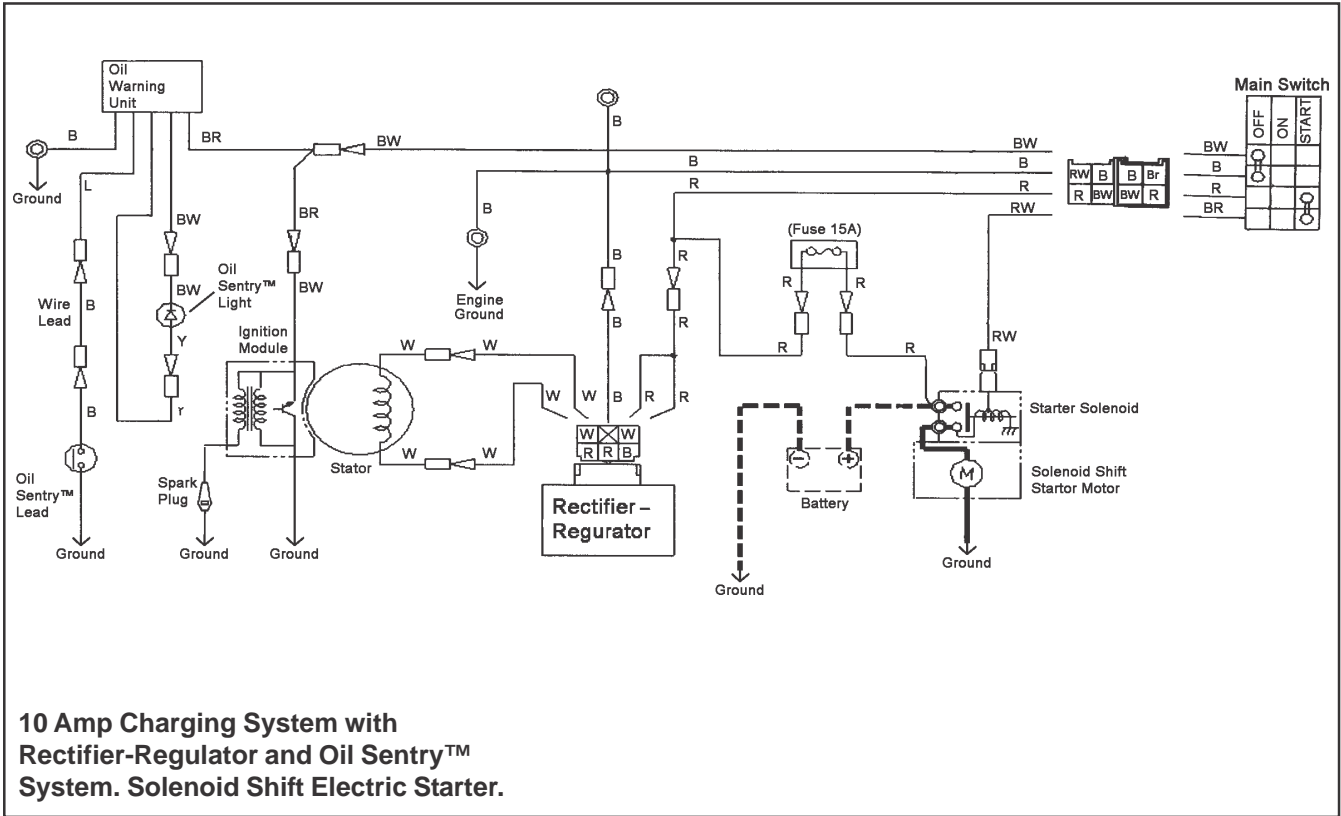 Oil
Warning
Unit
Main Switch
OFF
ON
START
B
BR
BW
B
B
BW
BW
B
B
R
R
R
BR
RW
RW B B Br
R BW BW R
Ground
L
BW
BR
B
B
R
(Fuse 15A)
R
R
Wire
Lead
B
BW
Oil
Sentry™
Light
BW
Engine
Ground
B
R
RW
Y
Ignition
Module
W
W
R
R
B
Y
W
W
B
R
R
Starter Solenoid
W W
R R B
Stator
W
W
Oil
Sentry™
Lead
Spark
Plug
Rectifier –
Regurator
−
+
Battery
M
Solenoid Shift
Startor Motor
Ground
Ground
Ground
Ground
Ground
10 Amp Charging System with
Rectifier-Regulator and Oil Sentry™
System. Solenoid Shift Electric Starter.